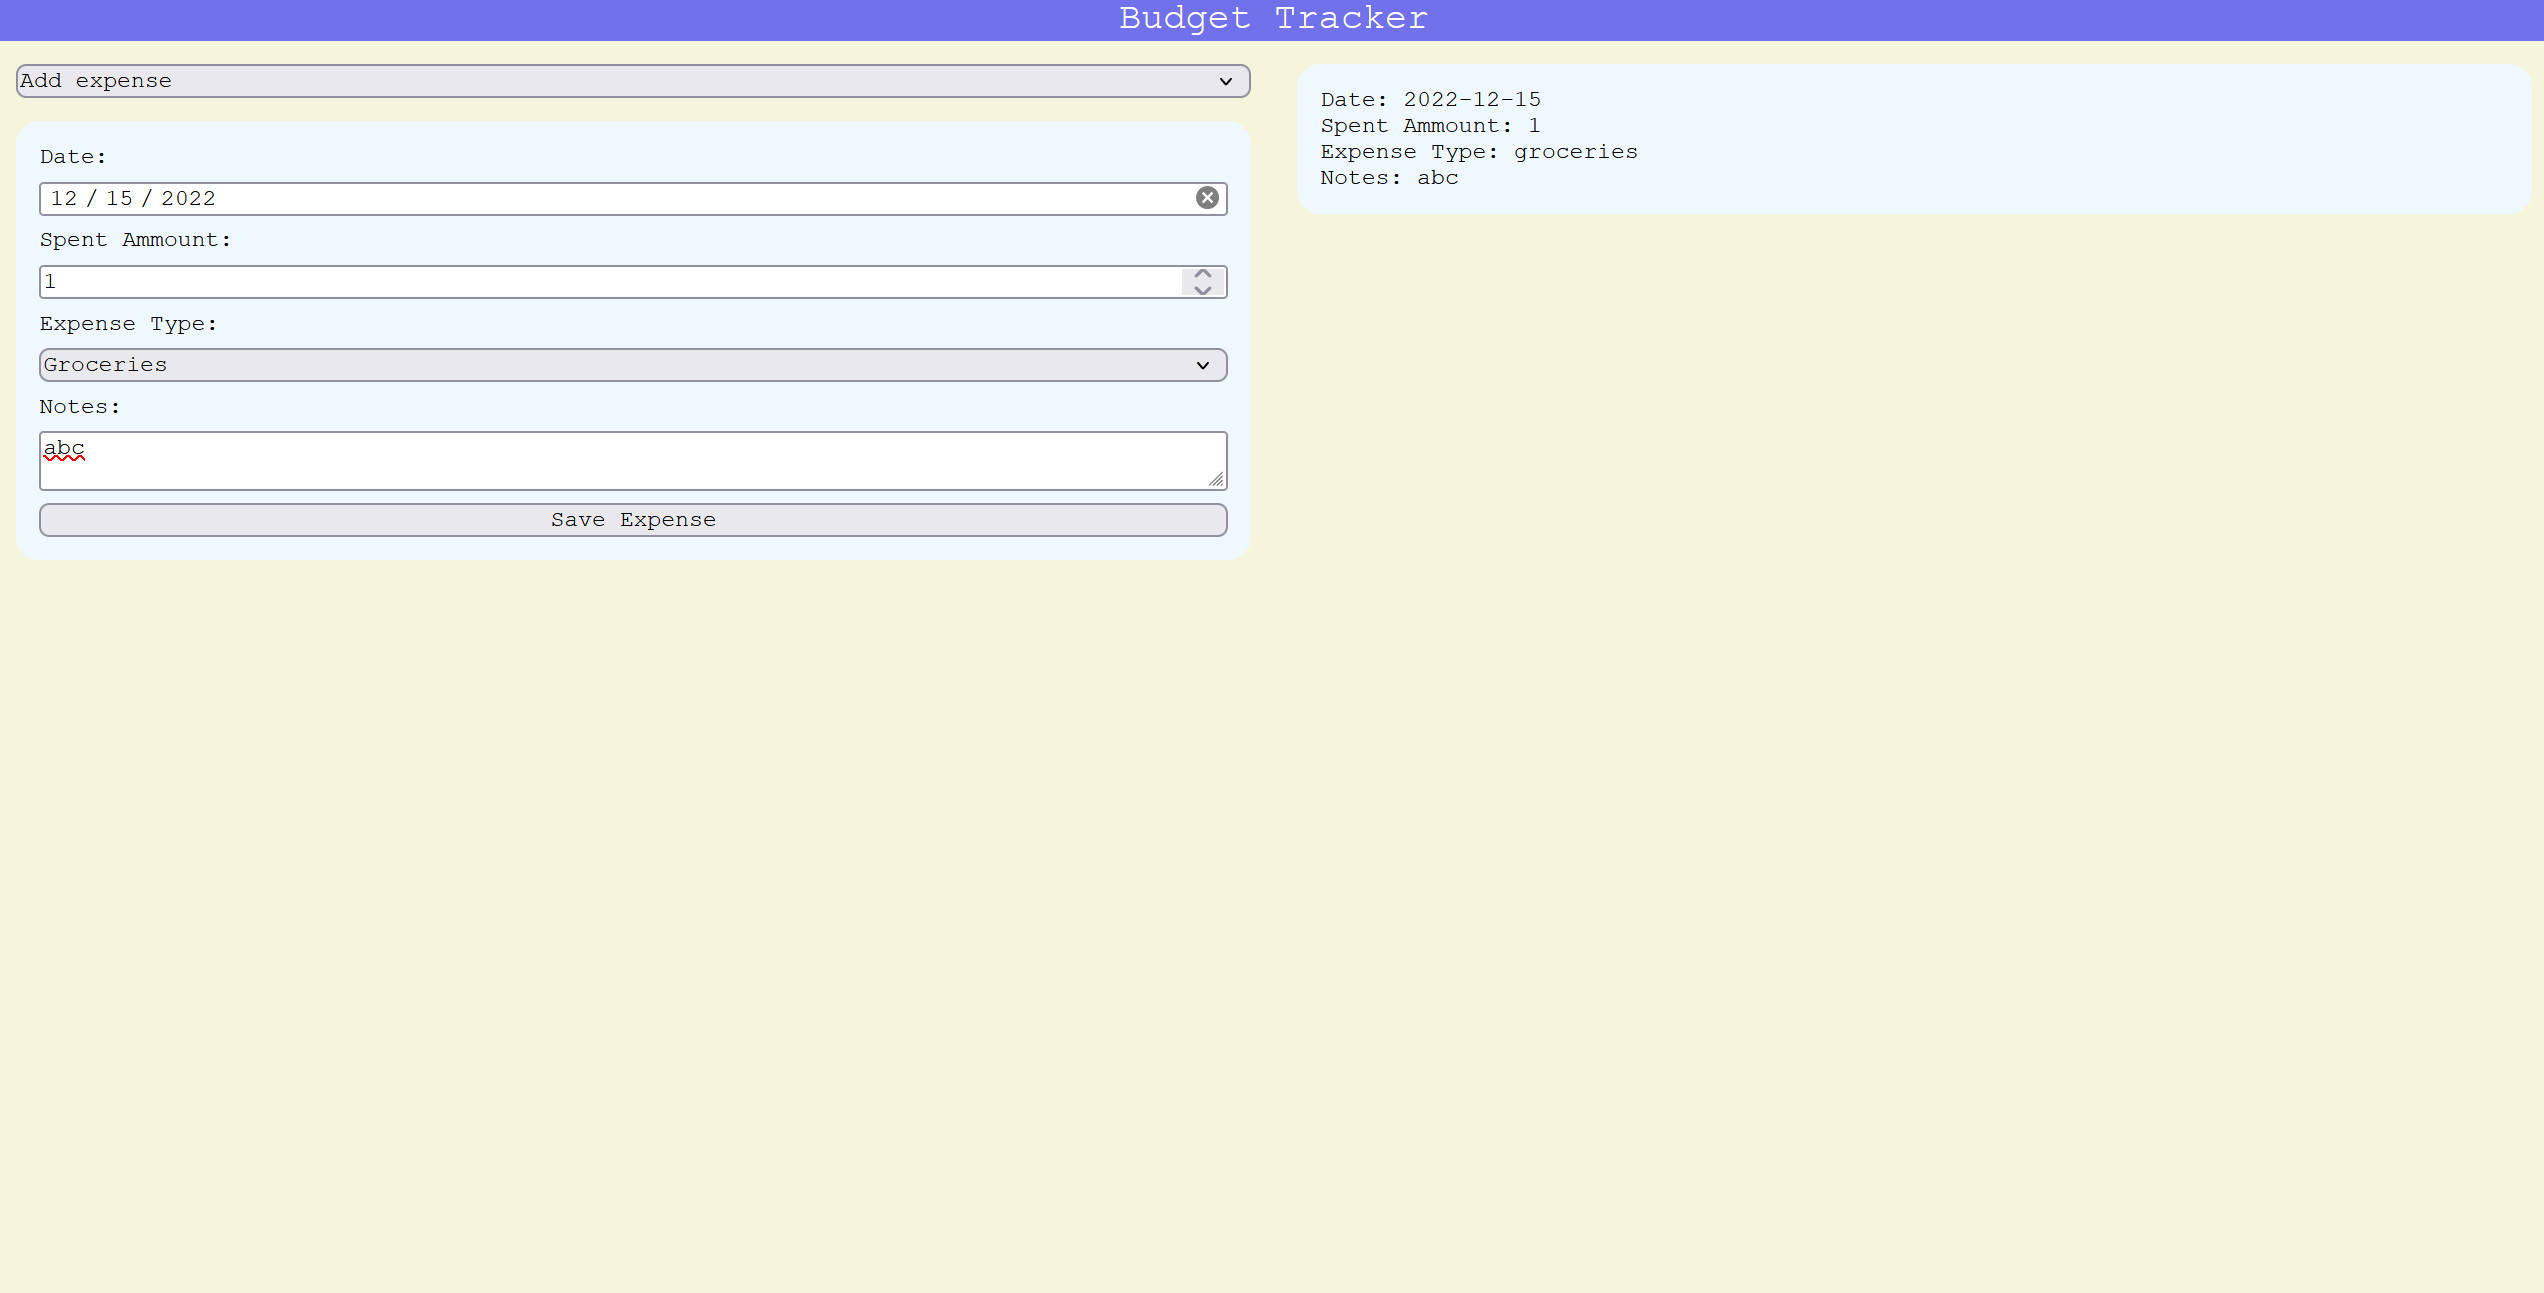 Budget Tracker
Add expense
Date:
12 / 15 / 2022
Spent Ammount:
1
Expense Type:
Groceries
Notes:
abc
Save Expense
Date: 2022-12-15
Spent Ammount: 1
Expense Type: groceries
Notes: abc